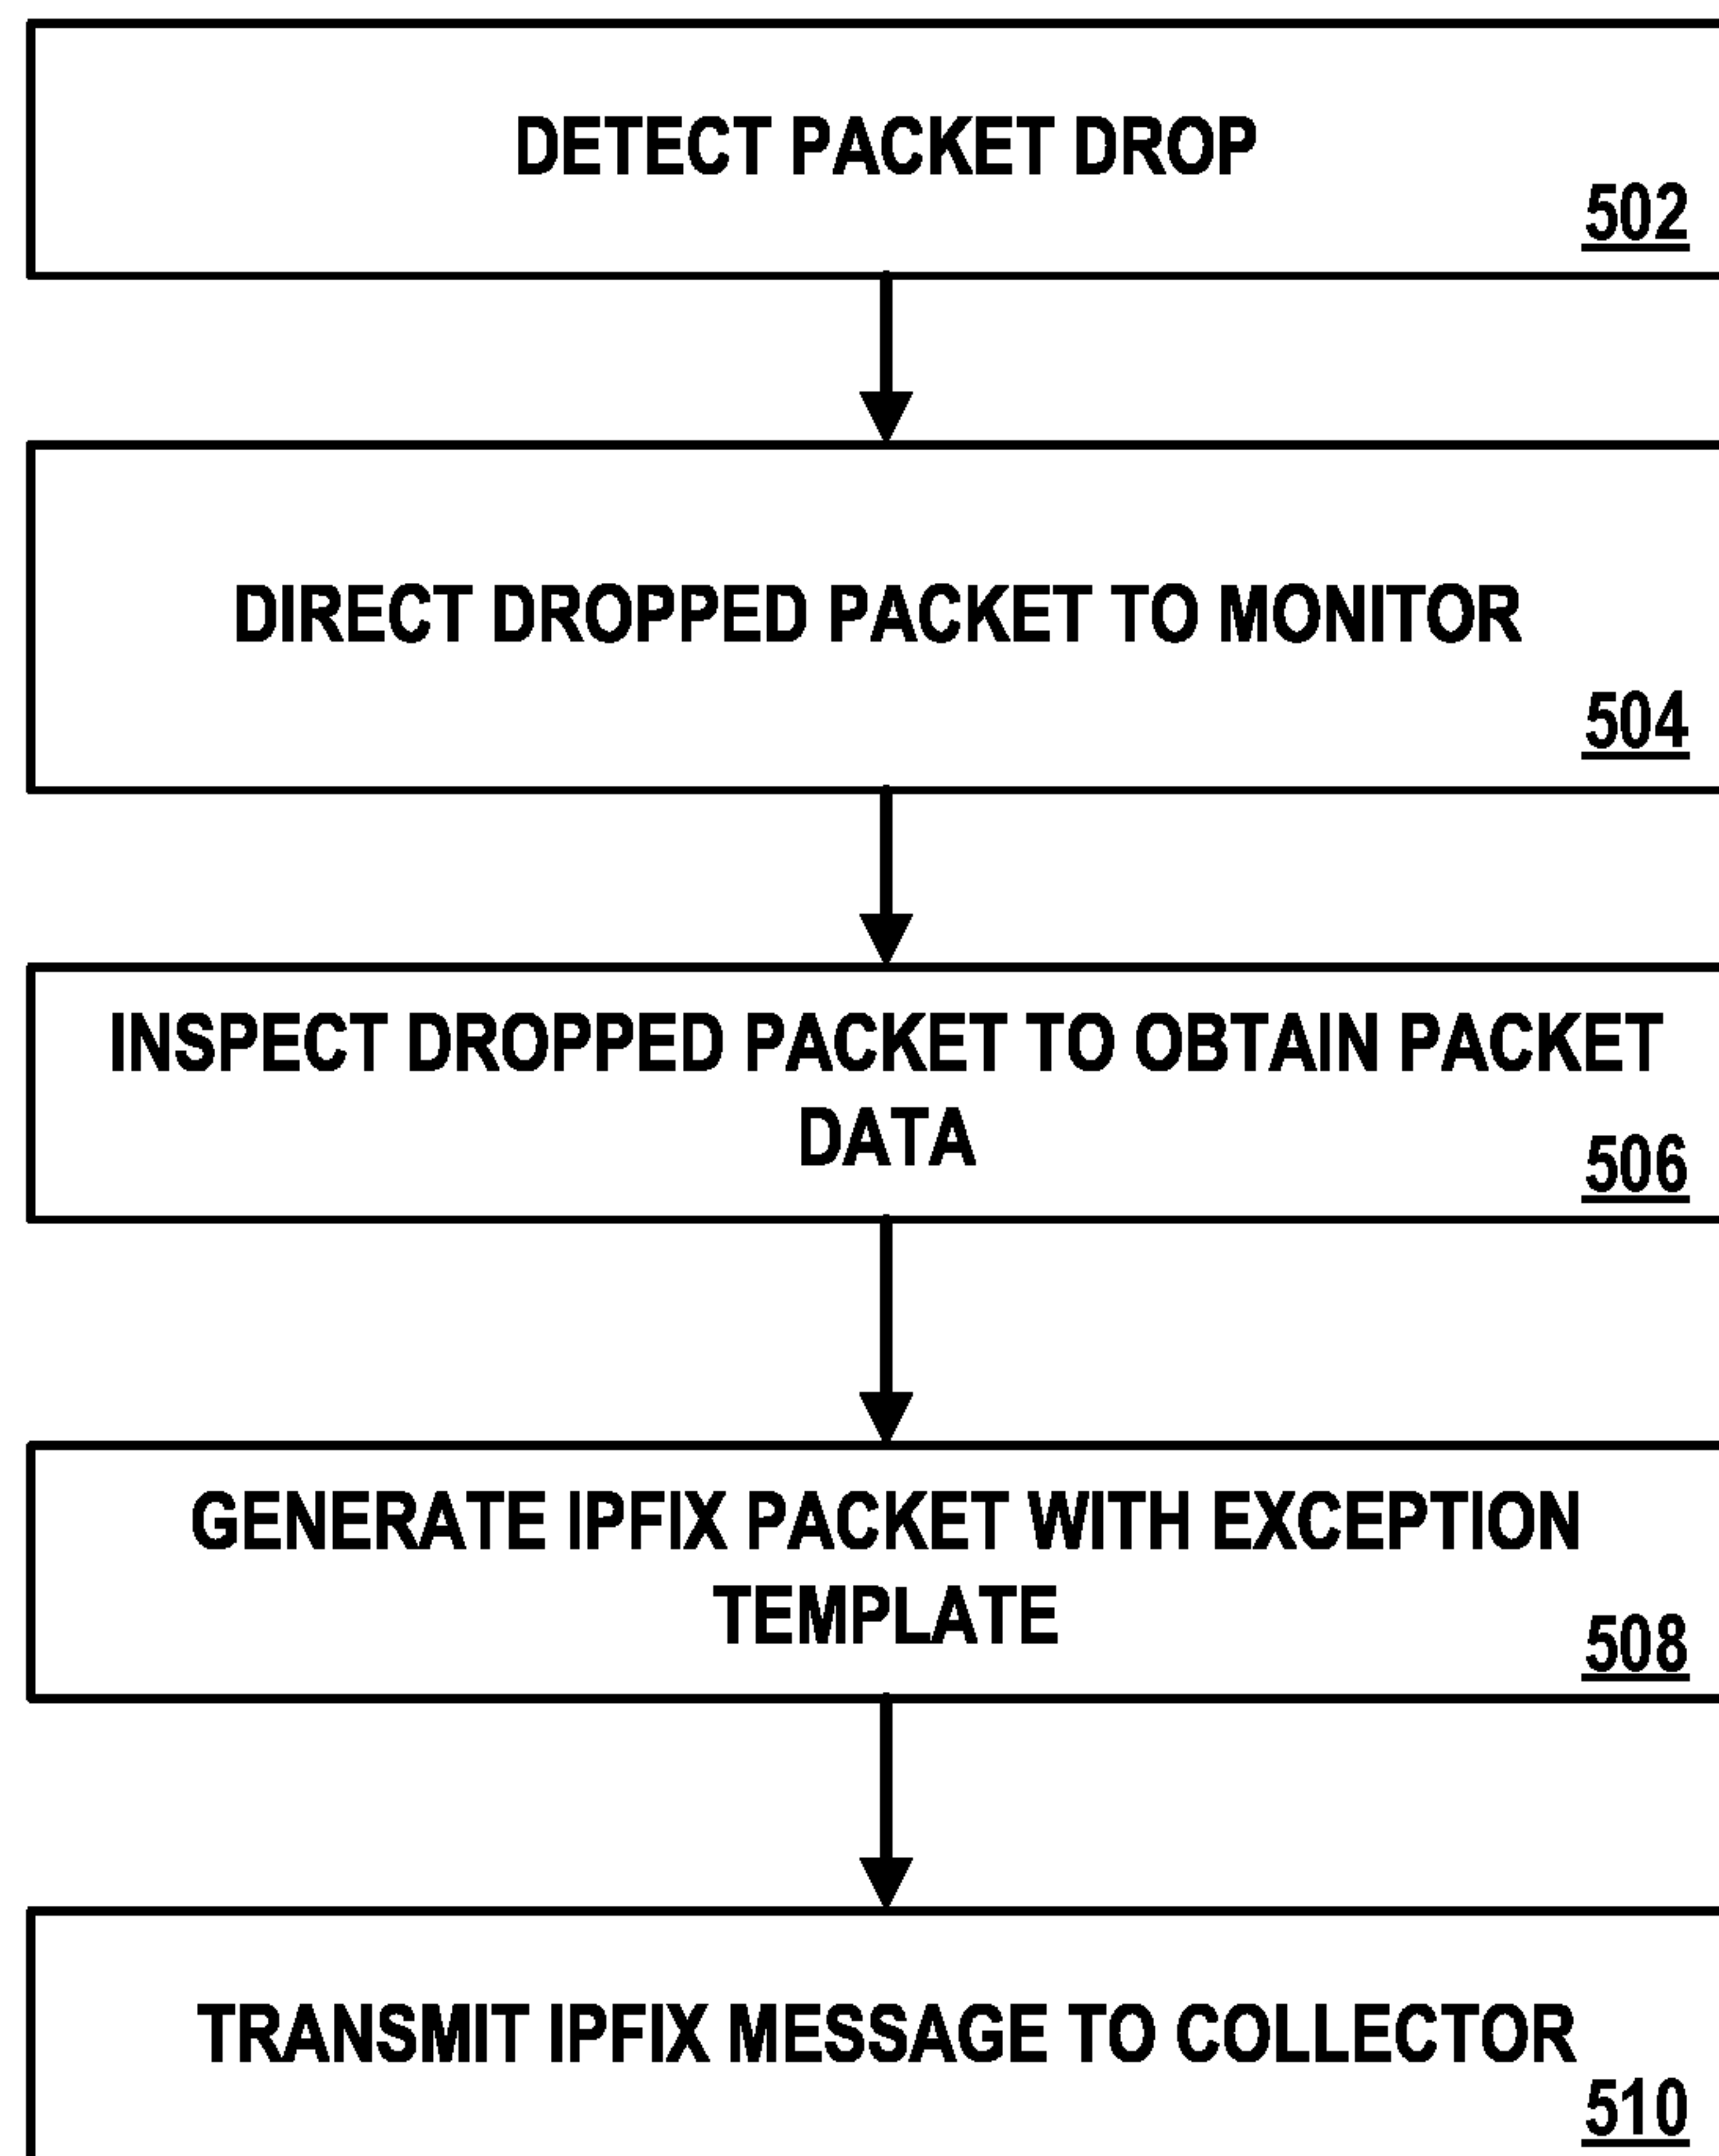 DETECT PACKET DROP
502
DIRECT DROPPED PACKET TO MONITOR
504
INSPECT DROPPED PACKET TO OBTAIN PACKET
DATA
506
GENERATE IPFIX PACKET WITH EXCEPTION
TEMPLATE
508
TRANSMIT IPFIX MESSAGE TO COLLECTOR
510